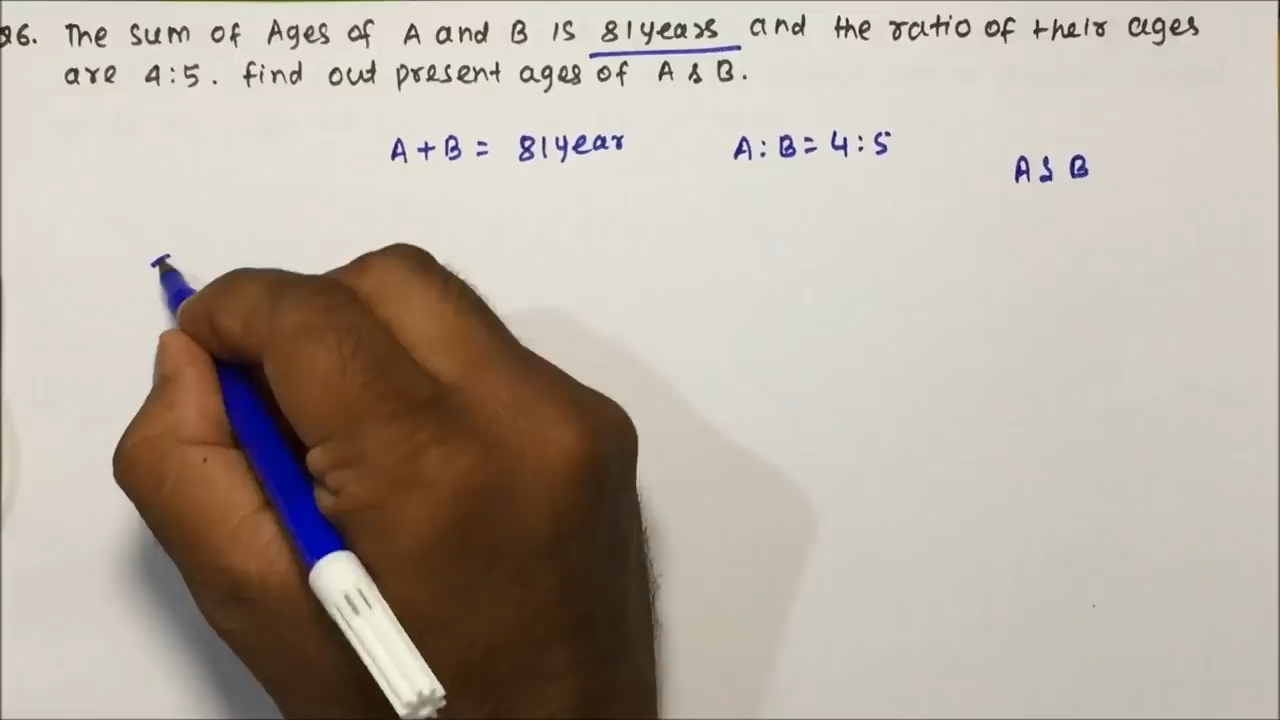 26. The sum of Ages of A and B is 81years and the ratio of their ages
are 4:5. find out present ages of A & B.
A + B = 81year A : B = 4 : 5
A & B